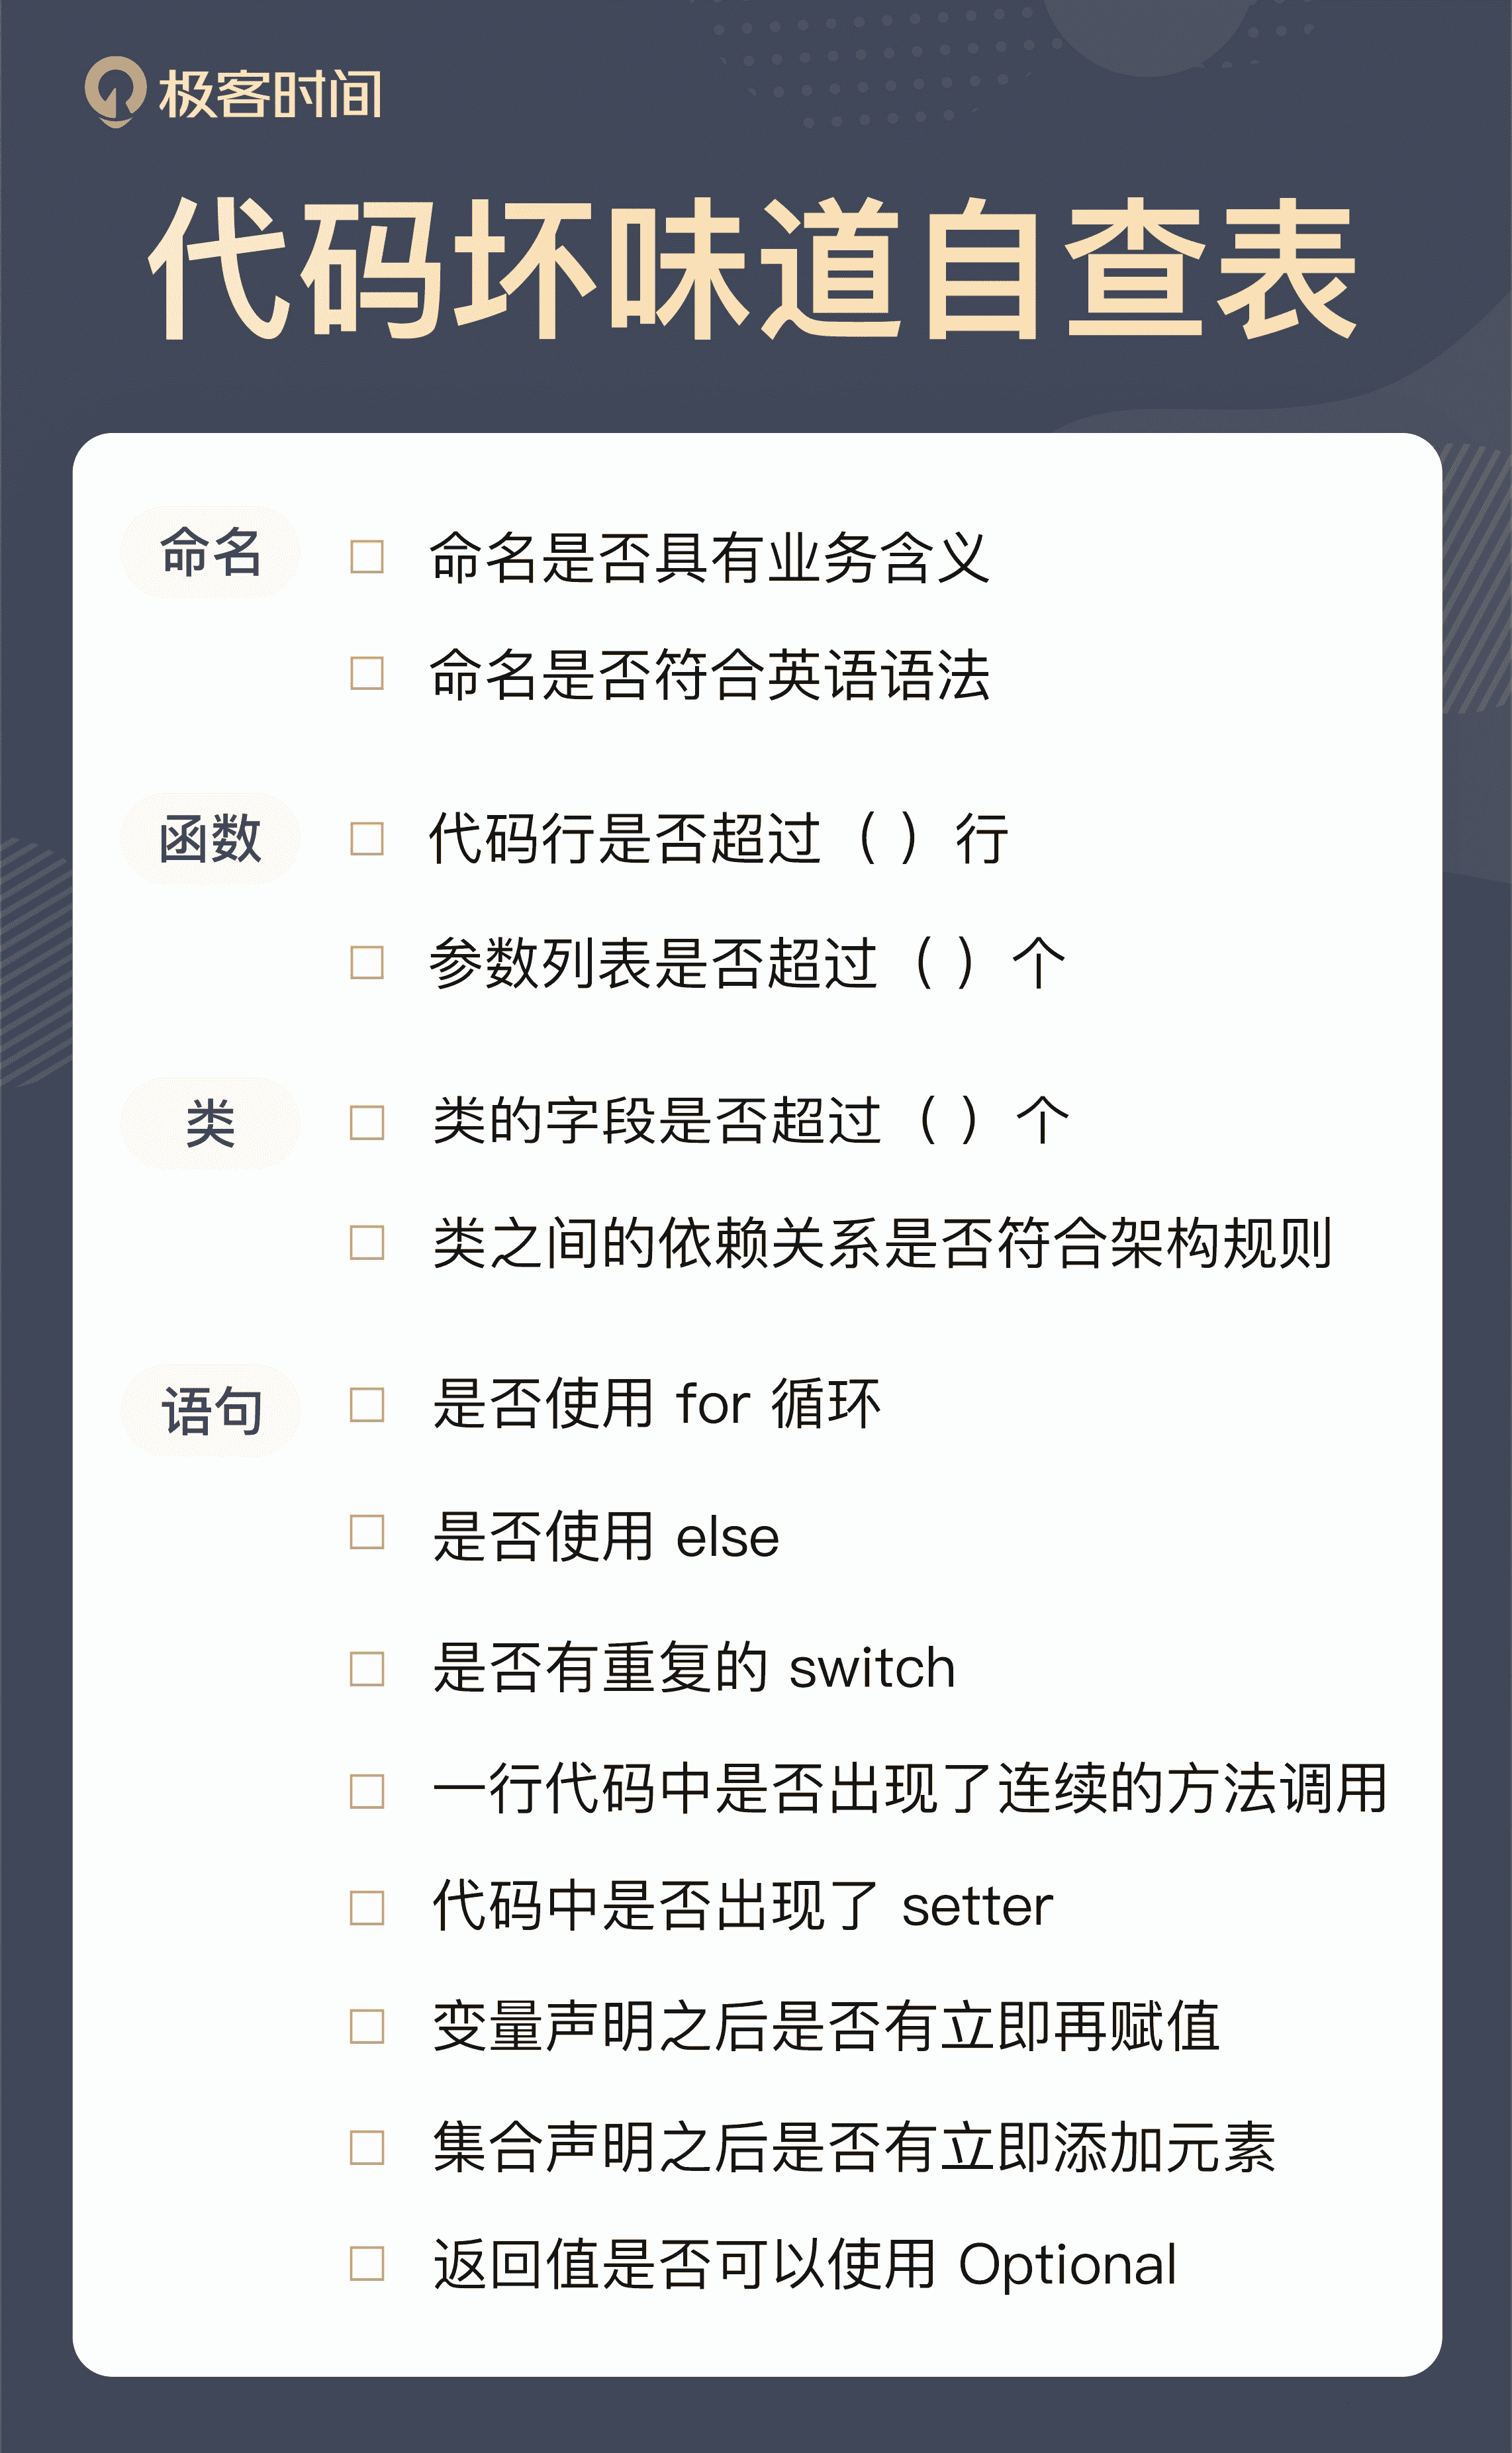 极客时间
代码坏味道自查表
命名
命名是否具有业务含义
命名是否符合英语语法
函数
代码行是否超过（ ）行
参数列表是否超过（ ）个
类
类的字段是否超过（ ）个
类之间的依赖关系是否符合架构规则
语句
是否使用 for 循环
是否使用 else
是否有重复的 switch
一行代码中是否出现了连续的方法调用
代码中是否出现了 setter
变量声明之后是否有立即再赋值
集合声明之后是否有立即添加元素
返回值是否可以使用 Optional